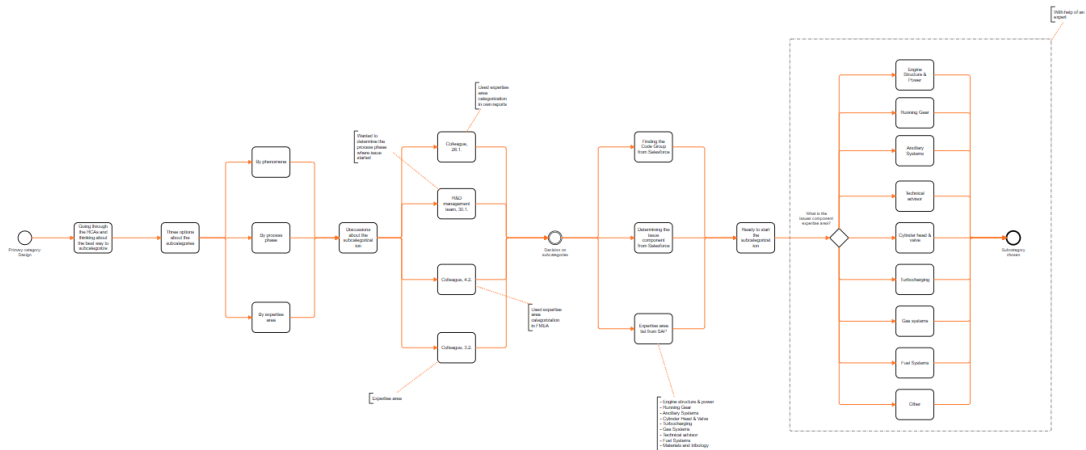 With help of an
expert
Used expertise
area
categorization
in own reports
Wanted to
determine the
process phase
where issue
started
Primary category:
Design
Going through
the HCAs and
thinking about
the best way to
subcategorize
Three options
about the
subcategories
By phenomena
By process
phase
By expertise
area
Discussions
about the
subcategorizat
ion
Colleague,
28.1.
R&D
management
team, 30.1.
Colleague, 4.2.
Colleague, 3.2.
Used expertise
area
categorization
in
Expertise area
Decision on
subcategories
Finding the
Code Group
from Salesforce
Determining the
issue
component
from Salesforce
Expertise area
list from SAP
- Engine structure & power
- Running Gear
- Ancillary Systems
- Cylinder Head & Valve
- Turbocharging
- Gas Systems
- Technical advisor
- Fuel Systems
- Materials and tribology
Ready to start
the
subcategorizat
ion
What is the
issues component
expertise area?
Engine
Structure &
Power
Running Gear
Ancillary
Systems
Technical
advisor
Cylinder head &
valve
Turbocharging
Gas systems
Fuel Systems
Other
Subcategory
chosen